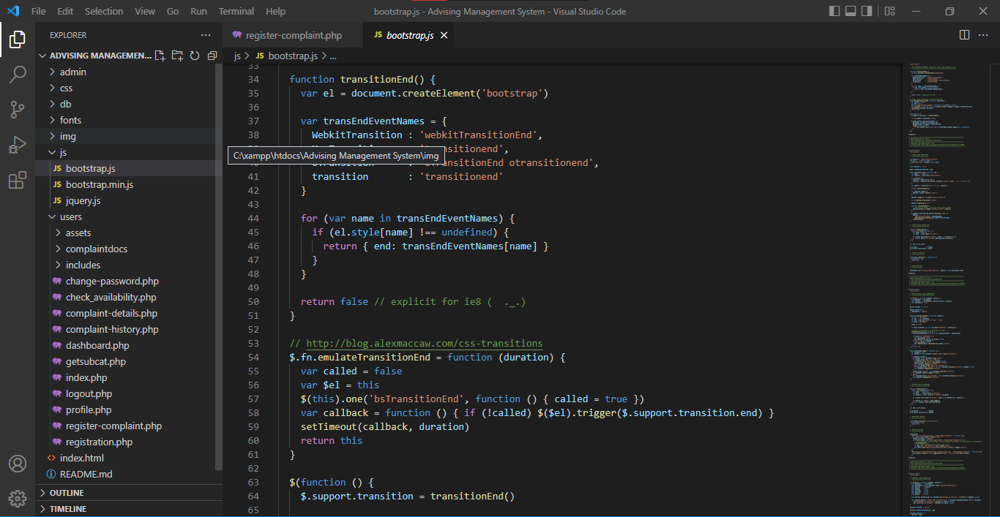 File Edit Selection View Go Run Terminal Help
bootstrap.js - Advising Management System - Visual Studio Code
EXPLORER
ADVISING MANAGEMEN...
admin
css
db
fonts
img
js
JS bootstrap.js
JS bootstrap.min.js
JS jquery.js
users
assets
complaintdocs
includes
change-password.php
check_availability.php
complaint-details.php
complaint-history.php
dashboard.php
getsubcat.php
index.php
logout.php
profile.php
register-complaint.php
registration.php
index.html
README.md
OUTLINE
TIMELINE
C:\xampp\htdocs\Advising Management System\img
register-complaint.php
JS bootstrap.js
js > JS bootstrap.js > ...
33
34 function transitionEnd() {
35 var el = document.createElement('bootstrap')
36
37 var transEndEventNames = {
38 WebkitTransition : 'webkitTransitionEnd',
transitionend',
TransitionEnd otransitionend',
41 transition : 'transitionend'
42 }
43
44 for (var name in transEndEventNames) {
45 if (el.style[name] !== undefined) {
46 return { end: transEndEventNames[name] }
47 }
48 }
49
50 return false // explicit for ie8 (  ._.)
51 }
52
53 // http://blog.alexmaccaw.com/css-transitions
54 $.fn.emulateTransitionEnd = function (duration) {
55 var called = false
56 var $el = this
57 $(this).one('bsTransitionEnd', function () { called = true })
58 var callback = function () { if (!called) $($el).trigger($.support.transition.end) }
59 setTimeout(callback, duration)
60 return this
61 }
62
63 $(function () {
64 $.support.transition = transitionEnd()
65